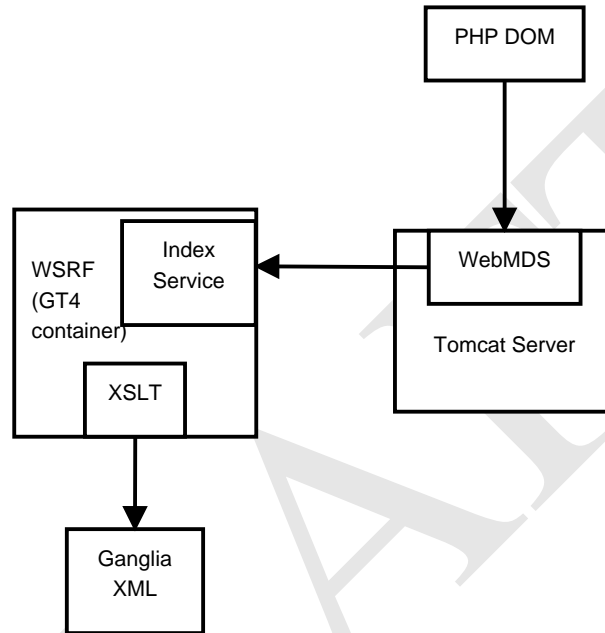 PHP DOM
WSRF
(GT4
container)
Index
Service
WebMDS
Tomcat Server
XSLT
Ganglia
XML